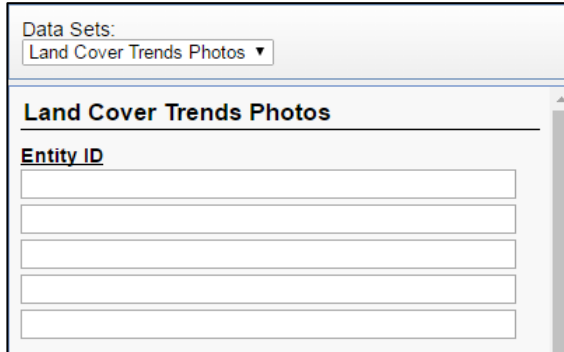 Data Sets:
Land Cover Trends Photos
Land Cover Trends Photos
Entity ID